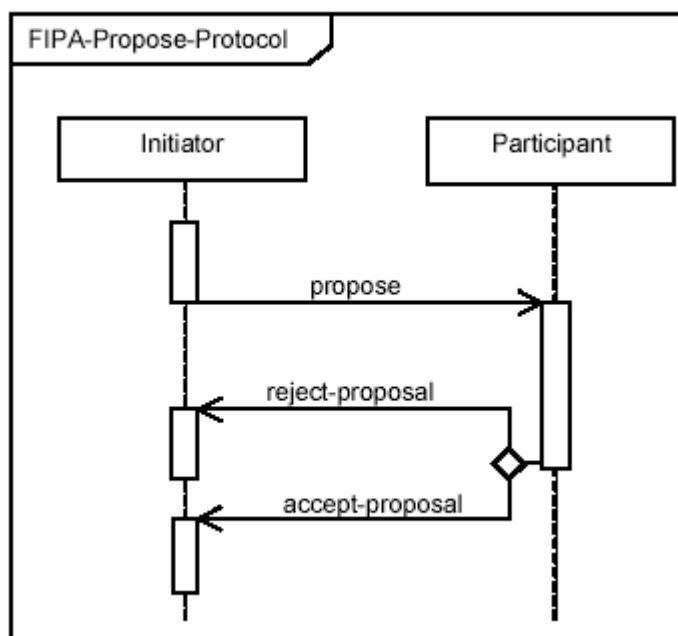 FIPA-Propose-Protocol
Initiator
Participant
propose
reject-proposal
accept-proposal